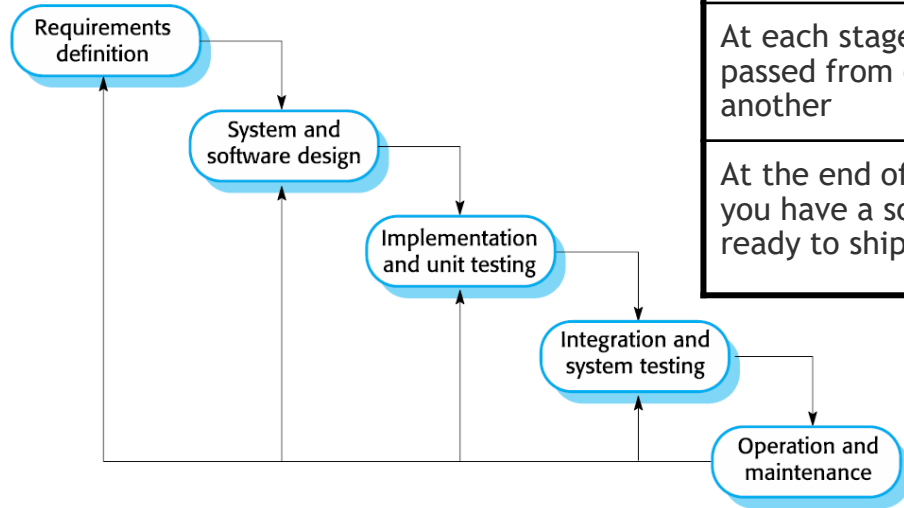 Requirements
definition
System and
software design
Implementation
and unit testing
Integration and
system testing
Operation and
maintenance
At each stage
passed from
another
At the end of
you have a
ready to ship